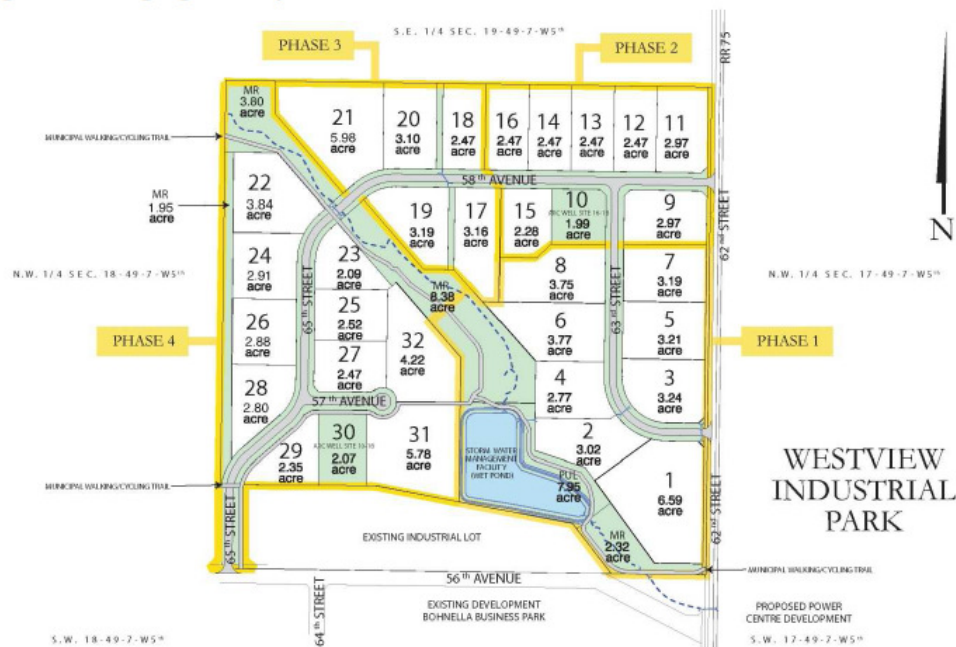 S.E. 1/4 SEC. 19-49-7-W5th
PHASE 3
PHASE 2
RR 75
MR
3.80
acre
21
5.98
acre
20
3.10
acre
18
2.47
acre
16
2.47
acre
14
2.47
acre
13
2.47
acre
12
2.47
acre
11
2.97
acre
MUNICIPAL WALKING/CYCLING TRAIL
58th AVENUE
MR
1.95
acre
22
3.84
acre
19
3.19
acre
17
3.16
acre
15
2.28
acre
10
1.99
acre
9
2.97
acre
62nd STREET
N
N.W. 1/4 SEC. 18-49-7-W5th
24
2.91
acre
23
2.09
acre
MR
8.38
acre
8
3.75
acre
7
3.19
acre
N.W. 1/4 SEC. 17-49-7-W5th
65th STREET
25
2.52
acre
63rd STREET
26
2.88
acre
27
2.47
acre
32
4.22
acre
6
3.77
acre
5
3.21
acre
PHASE 4
PHASE 1
28
2.80
acre
57th AVENUE
4
2.77
acre
3
3.24
acre
29
2.35
acre
30
2.07
acre
31
5.78
acre
STORM WATER
MANAGEMENT
FACILITY
(WET POND)
PUL
7.95
acre
2
3.02
acre
1
6.59
acre
WESTVIEW
INDUSTRIAL
PARK
MUNICIPAL WALKING/CYCLING TRAIL
65th STREET
EXISTING INDUSTRIAL LOT
MR
2.32
acre
62nd STREET
56th AVENUE
MUNICIPAL WALKING/CYCLING TRAIL
64th STREET
EXISTING DEVELOPMENT
BOHNELLA BUSINESS PARK
PROPOSED POWER
CENTRE DEVELOPMENT
S.W. 18-49-7-W5th
S.W. 17-49-7-W5th